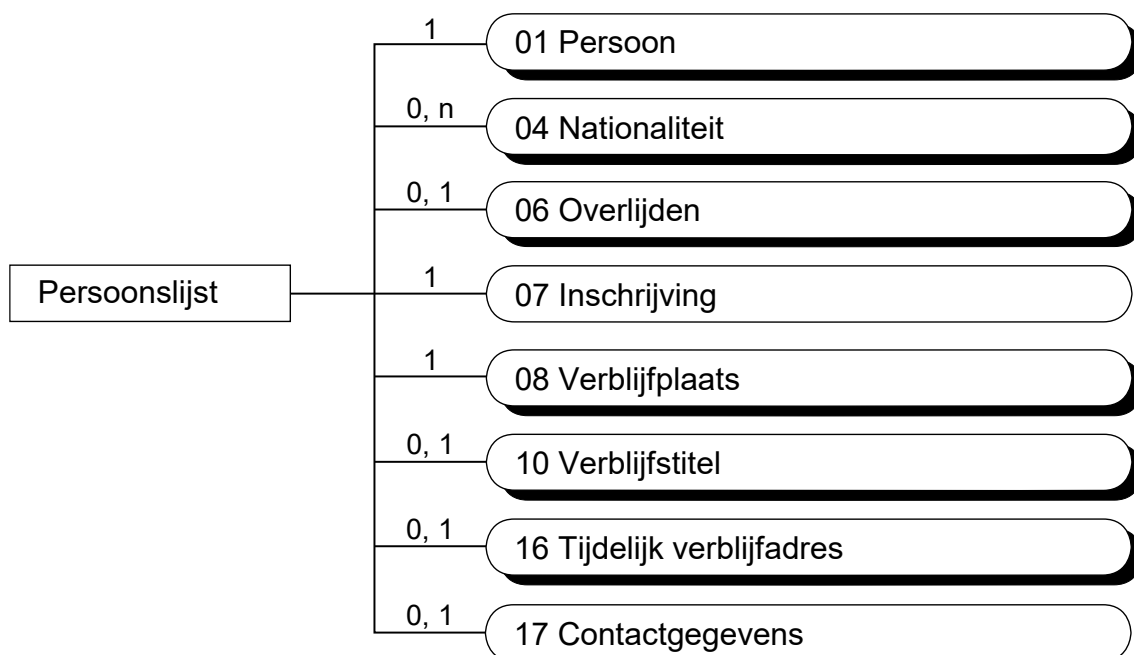 1
01 Persoon
0, n
04 Nationaliteit
0, 1
06 Overlijden
Persoonslijst
1
07 Inschrijving
1
08 Verblijfplaats
0, 1
10 Verblijfstitel
0, 1
16 Tijdelijk verblijfadres
0, 1
17 Contactgegevens